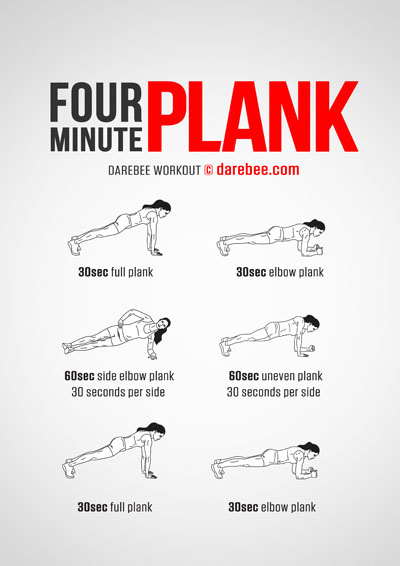 FOUR
MINUTE
PLANK
DAREBEE WORKOUT © darebee.com
30sec full plank
30sec elbow plank
60sec side elbow plank
30 seconds per side
60sec uneven plank
30 seconds per side
30sec full plank
30sec elbow plank